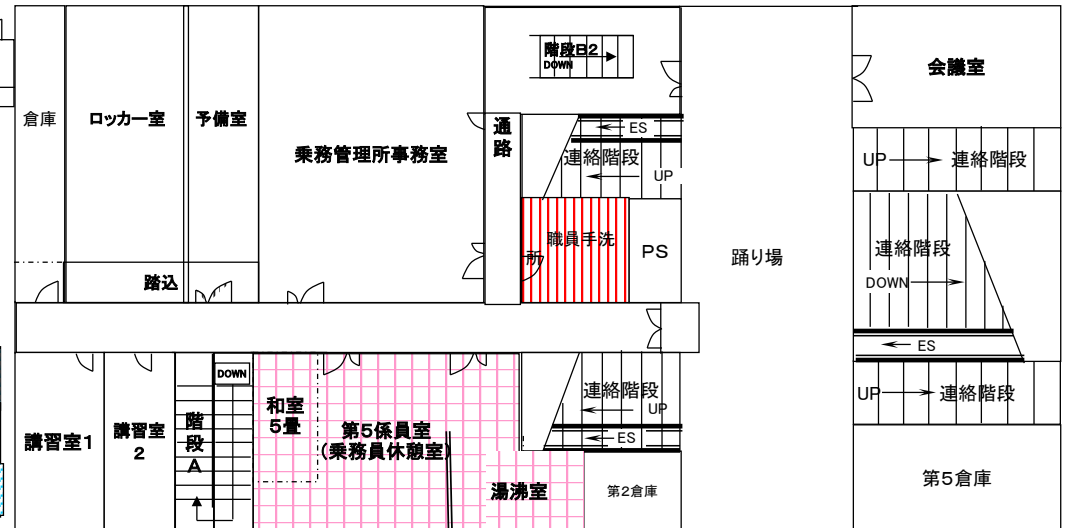 階段B2
DOWN
会議室
倉庫
ロッカー室
予備室
乗務管理所事務室
通
路
ES
連絡階段
UP
UP
連絡階段
職員手洗
所
PS
踊り場
連絡階段
DOWN
踏込
ES
DOWN
講習室1
講習室
2
階
段
A
和室
5畳
第5係員室
(乗務員休憩室)
連絡階段
UP
ES
UP
連絡階段
湯沸室
第2倉庫
第5倉庫